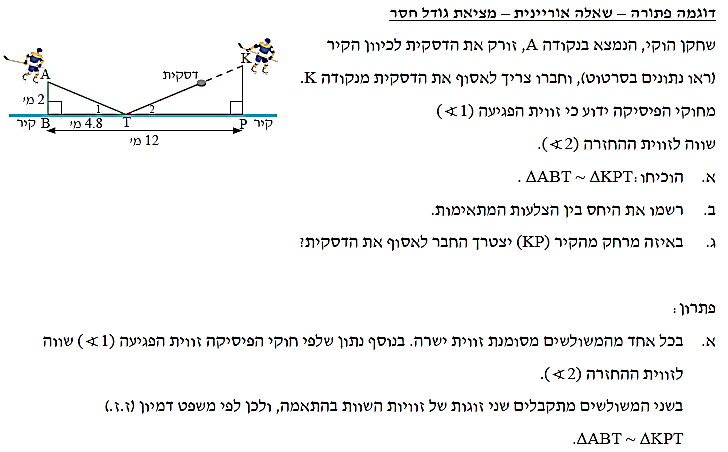 דוגמה פתורה – שאלה אוריינית – מציאת גודל חסר
שחקן הוקי, הנמצא בנקודה A, זורק את הדסקית לכיוון הקיר
(ראו נתונים בסרטוט), וחברו צריך לאסוף את הדסקית מנקודה K.
מחוקי הפיסיקה ידוע כי זווית הפגיעה (∢1)
שווה לזווית ההחזרה (∢2).
א. הוכיחו: ΔABT ~ ΔKPT .
ב. רשמו את היחס בין הצלעות המתאימות.
ג. באיזה מרחק מהקיר (KP) יצטרך החבר לאסוף את הדסקית?
K
דסקית
A
2 מ'
1
2
קיר
B
4.8 מ'
T
P
קיר
12 מ'
פתרון:
א. בכל אחד מהמשולשים מסומנת זווית ישרה. בנוסף נתון שלפי חוקי הפיסיקה זווית הפגיעה (∢1) שווה
לזווית ההחזרה (∢2).
בשני המשולשים מתקבלים שני זוגות של זוויות השוות בהתאמה, ולכן לפי משפט דמיון (ז.ז.)
ΔABT ~ ΔKPT.